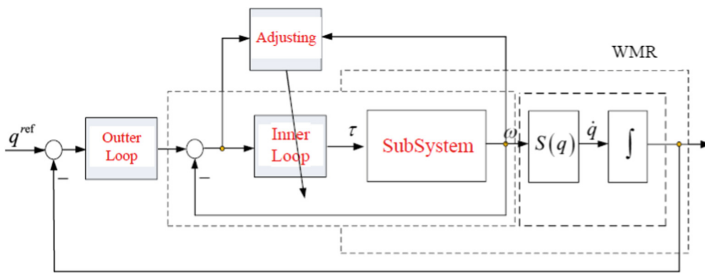 Adjusting
WMR
q^ref
Outter
Loop
Inner
Loop
τ
SubSystem
ω
S(q)
q̇
∫
−
−